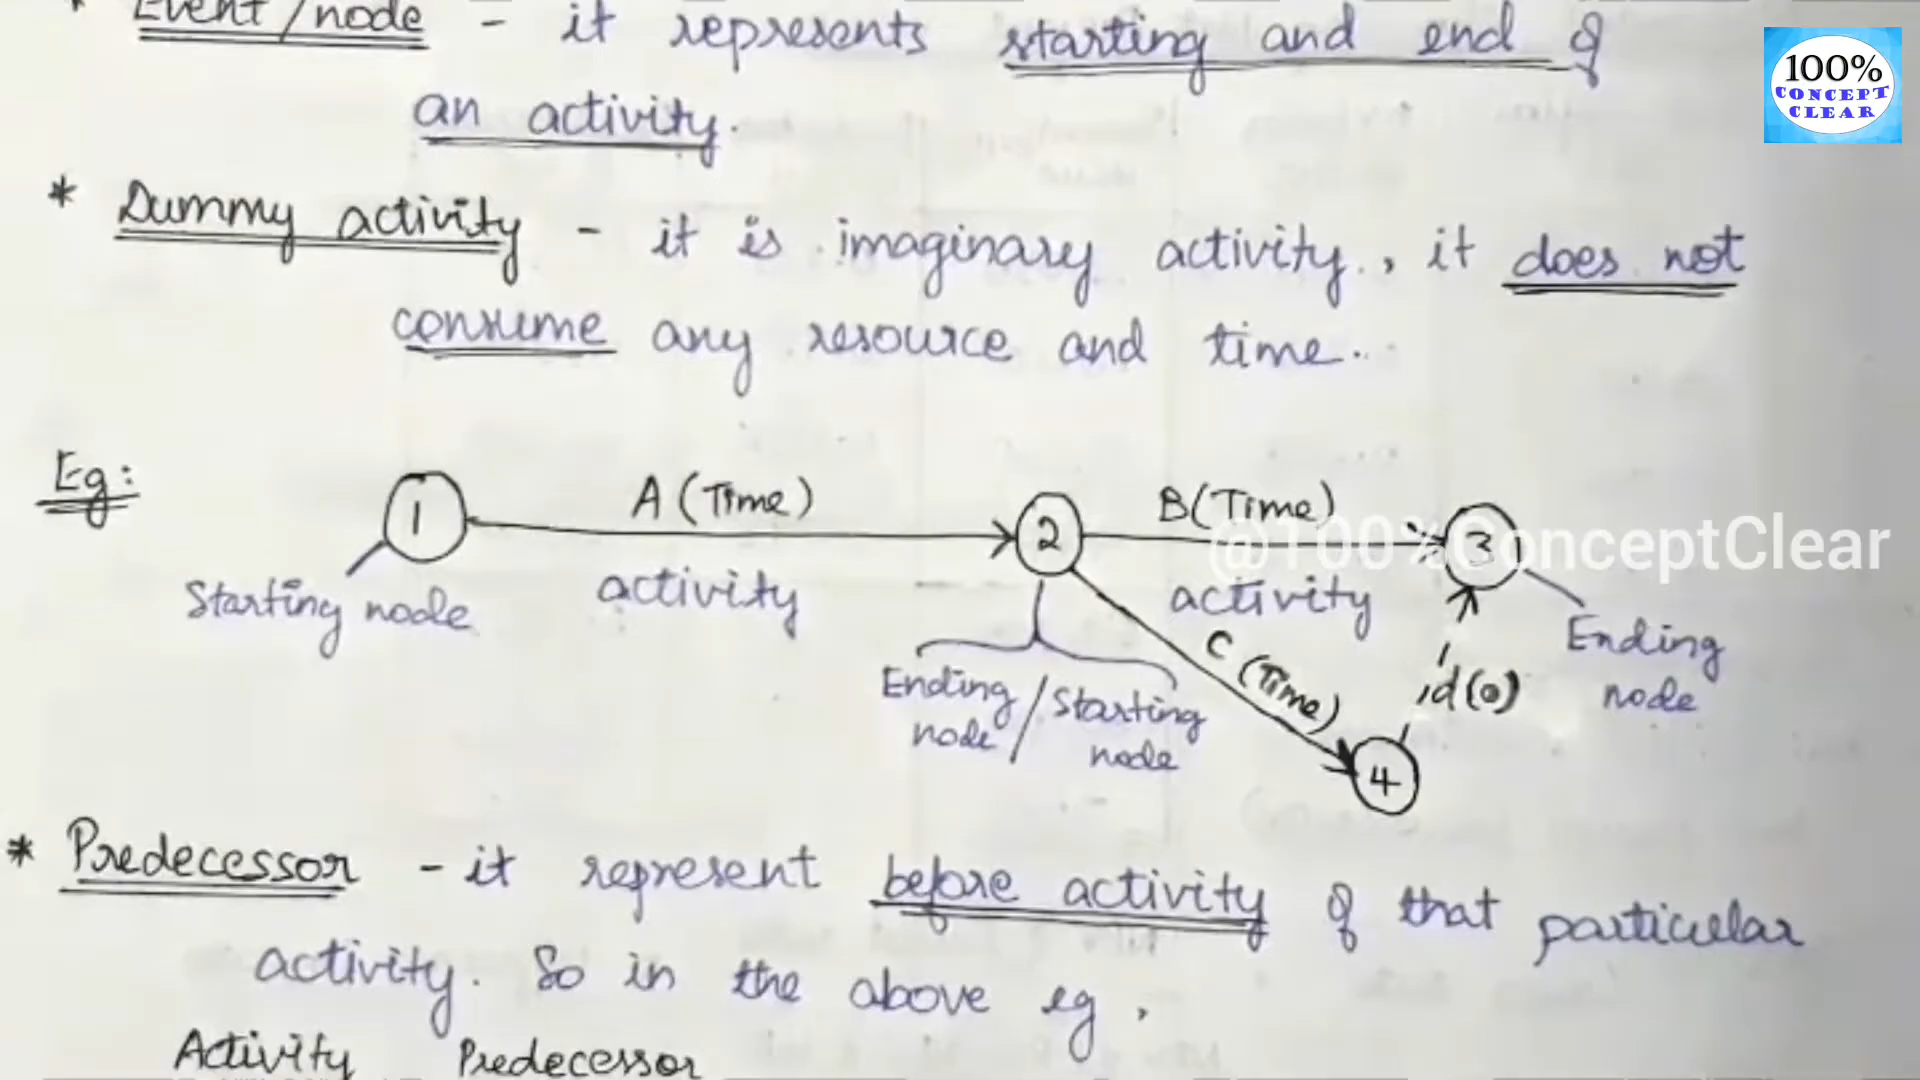 * Event/node - it represents starting and end of
an activity.
* Dummy activity - it is imaginary activity, it does not
consume any resource and time.
Eg:
1
A (Time)
2
B (Time)
3
activity
activity
Starting node
Ending node / Starting node
C (Time)
id(0)
4
Ending node
* Predecessor - it represent before activity of that particular
activity. So in the above eg,
Activity Predecessor
100%
CONCEPT
CLEAR
@100%ConceptClear